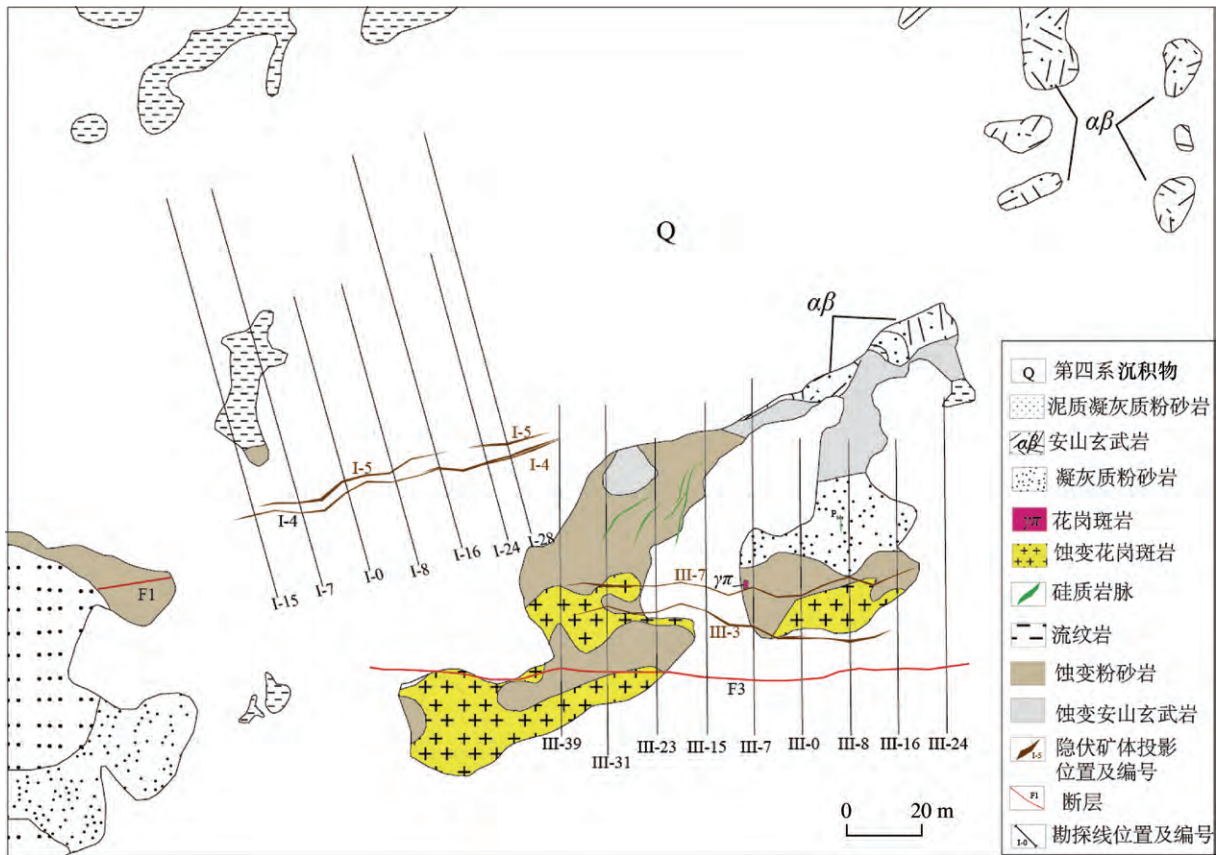 αβ
Q
αβ
I-5
I-5
I-4
I-4
I-28
I-24
I-16
I-8
I-0
I-7
I-15
F1
III-7
γπ
III-3
F3
III-39
III-31
III-23
III-15
III-7
III-0
III-8
III-16
III-24
0 20 m
Q 第四系沉积物
泥质凝灰质粉砂岩
αβ 安山玄武岩
凝灰质粉砂岩
γπ 花岗斑岩
蚀变花岗斑岩
硅质岩脉
流纹岩
蚀变粉砂岩
蚀变安山玄武岩
I-5 隐伏矿体投影
位置及编号
F1 断层
I-0 勘探线位置及编号